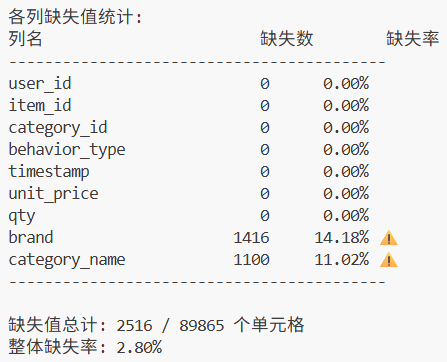 各列缺失值统计:
列名 缺失数 缺失率
------------------------------------------
user_id 0 0.00%
item_id 0 0.00%
category_id 0 0.00%
behavior_type 0 0.00%
timestamp 0 0.00%
unit_price 0 0.00%
qty 0 0.00%
brand 1416 14.18% ⚠️
category_name 1100 11.02% ⚠️
------------------------------------------
缺失值总计: 2516 / 89865 个单元格
整体缺失率: 2.80%